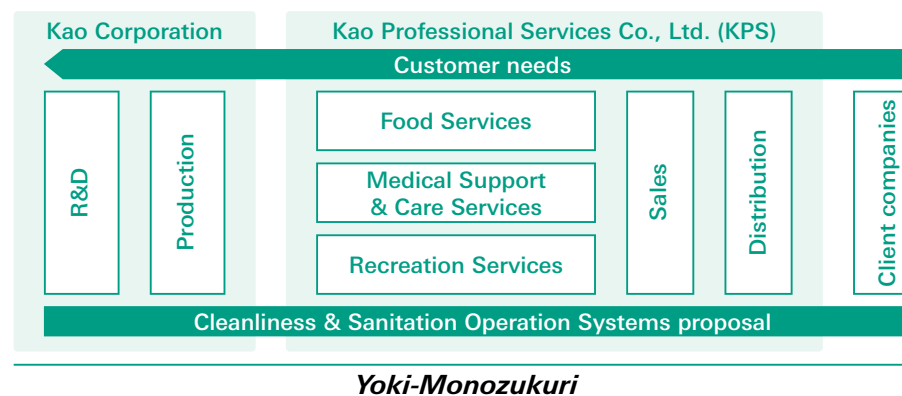 Kao Corporation
Kao Professional Services Co., Ltd. (KPS)
Customer needs
R&D
Production
Food Services
Medical Support
& Care Services
Recreation Services
Sales
Distribution
Client companies
Cleanliness & Sanitation Operation Systems proposal
Yoki-Monozukuri